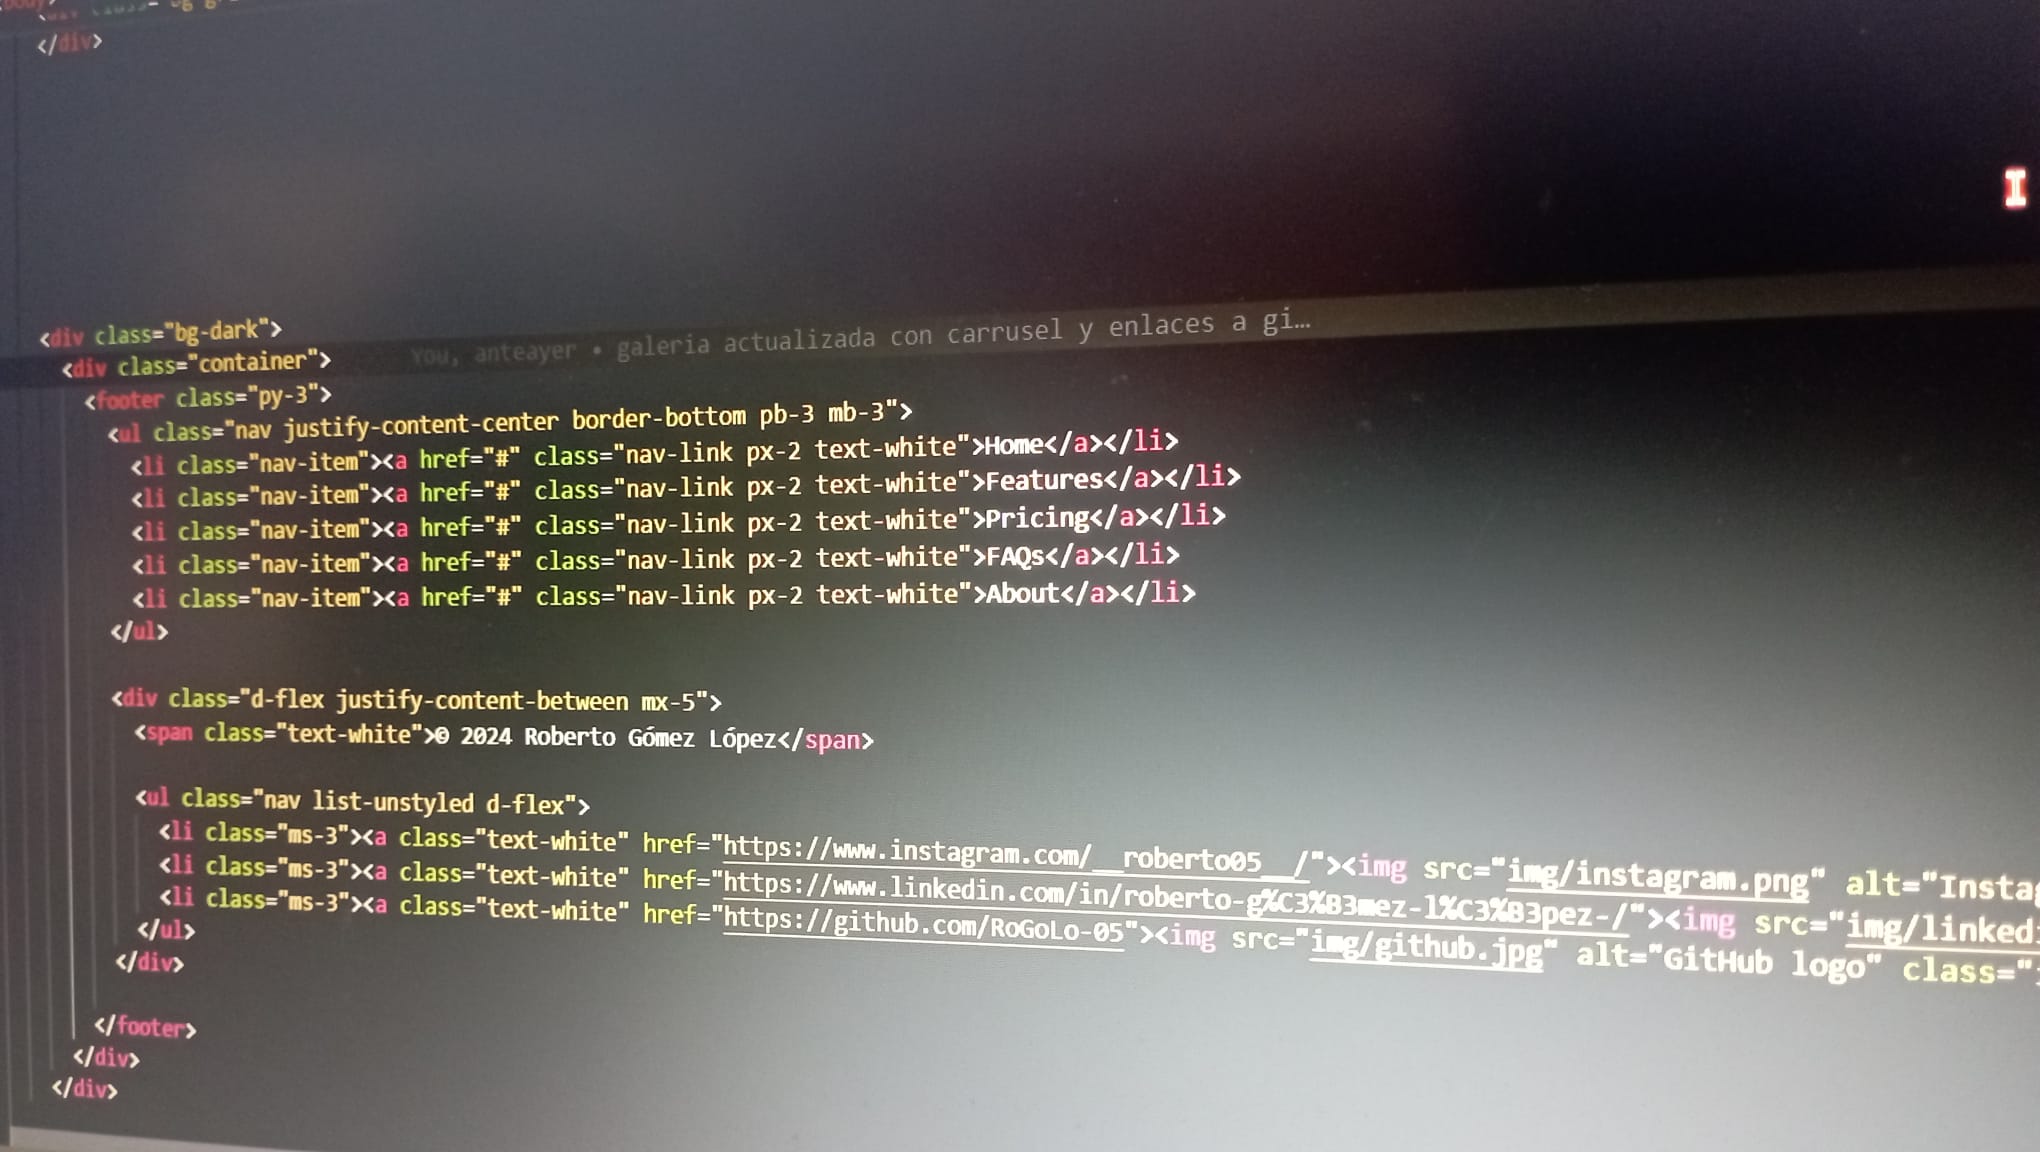 </div>
<div class="bg-dark">
<div class="container">
You, anteayer • galeria actualizada con carrusel y enlaces a gi…
<footer class="py-3">
<ul class="nav justify-content-center border-bottom pb-3 mb-3">
<li class="nav-item"><a href="#" class="nav-link px-2 text-white">Home</a></li>
<li class="nav-item"><a href="#" class="nav-link px-2 text-white">Features</a></li>
<li class="nav-item"><a href="#" class="nav-link px-2 text-white">Pricing</a></li>
<li class="nav-item"><a href="#" class="nav-link px-2 text-white">FAQs</a></li>
<li class="nav-item"><a href="#" class="nav-link px-2 text-white">About</a></li>
</ul>
<div class="d-flex justify-content-between mx-5">
<span class="text-white">© 2024 Roberto Gómez López</span>
<ul class="nav list-unstyled d-flex">
<li class="ms-3"><a class="text-white" href="https://www.instagram.com/__roberto05__/"><img src="img/instagram.png" alt="Insta
<li class="ms-3"><a class="text-white" href="https://www.linkedin.com/in/roberto-g%C3%B3mez-l%C3%B3pez-/"><img src="img/linked
<li class="ms-3"><a class="text-white" href="https://github.com/RoGoLo-05"><img src="img/github.jpg" alt="GitHub logo" class="
</ul>
</div>
</footer>
</div>
</div>